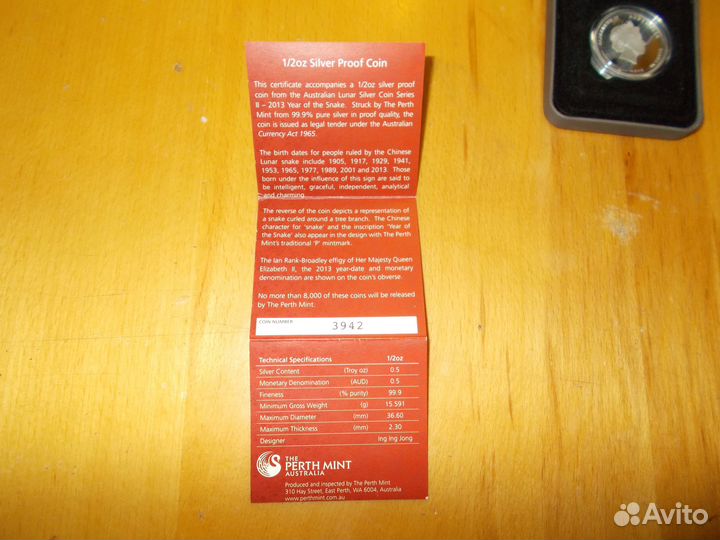 1/2oz Silver Proof Coin
This certificate accompanies a 1/2oz silver proof
coin from the Australian Lunar Silver Coin Series
II – 2013 Year of the Snake. Struck by The Perth
Mint from 99.9% pure silver in proof quality, the
coin is issued as legal tender under the Australian
Currency Act 1965.
The birth dates for people ruled by the Chinese
Lunar snake include 1905, 1917, 1929, 1941,
1953, 1965, 1977, 1989, 2001 and 2013. Those
born under the influence of this sign are said to
be intelligent, graceful, independent, analytical
and charming.
The reverse of the coin depicts a representation of
a snake curled around a tree branch. The Chinese
character for 'snake' and the inscription 'Year of
the Snake' also appear in the design with The Perth
Mint's traditional 'P' mintmark.
The Ian Rank-Broadley effigy of Her Majesty Queen
Elizabeth II, the 2013 year-date and monetary
denomination are shown on the coin's obverse.
No more than 8,000 of these coins will be released
by The Perth Mint.
COIN NUMBER 3942
Technical Specifications 1/2oz
Silver Content (Troy oz) 0.5
Monetary Denomination (AUD) 0.5
Fineness (% purity) 99.9
Minimum Gross Weight (g) 15.591
Maximum Diameter (mm) 36.60
Maximum Thickness (mm) 2.30
Designer Ing Ing Jong
THE
PERTH MINT
AUSTRALIA
Produced and inspected by The Perth Mint
310 Hay Street, East Perth, WA 6004, Australia
www.perthmint.com.au
Avito